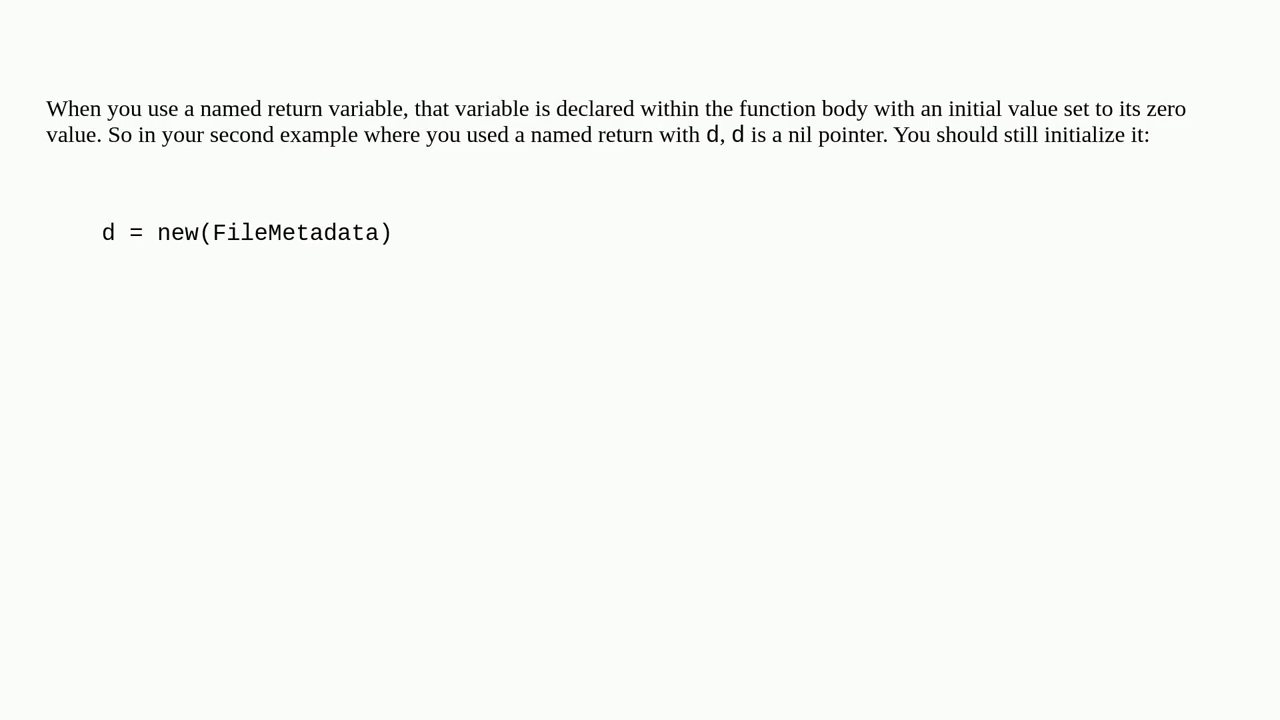 When you use a named return variable, that variable is declared within the function body with an initial value set to its zero
value. So in your second example where you used a named return with d, d is a nil pointer. You should still initialize it:
d = new(FileMetadata)